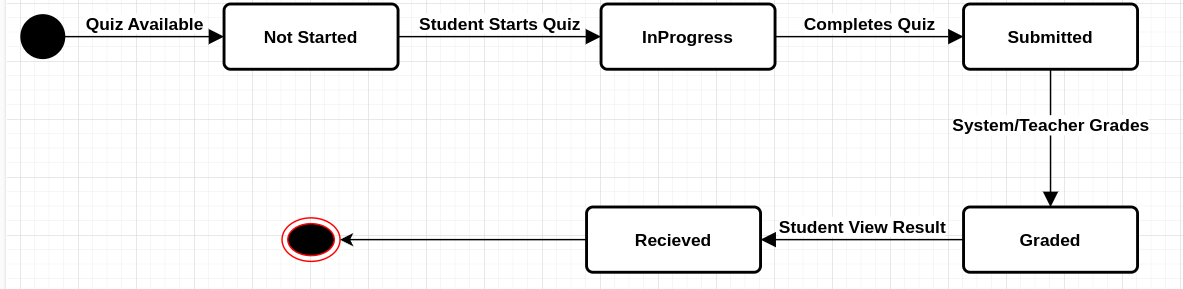 Quiz Available
Not Started
Student Starts Quiz
InProgress
Completes Quiz
Submitted
System/Teacher Grades
Graded
Student View Result
Recieved